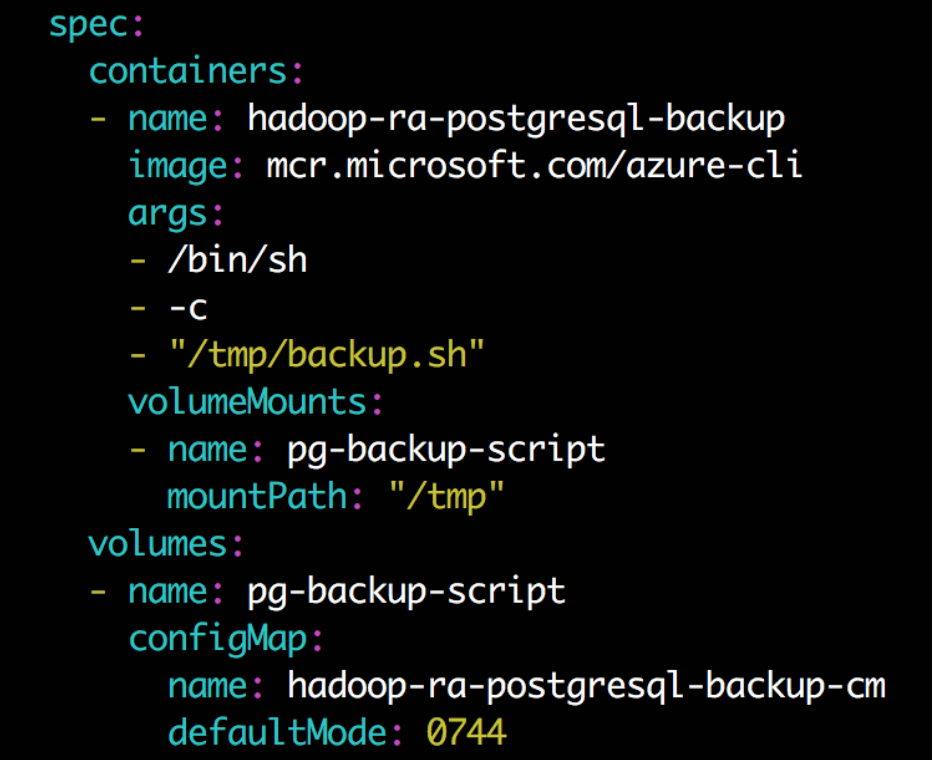 spec:
  containers:
  - name: hadoop-ra-postgresql-backup
    image: mcr.microsoft.com/azure-cli
    args:
    - /bin/sh
    - -c
    - "/tmp/backup.sh"
    volumeMounts:
    - name: pg-backup-script
      mountPath: "/tmp"
  volumes:
  - name: pg-backup-script
    configMap:
      name: hadoop-ra-postgresql-backup-cm
      defaultMode: 0744